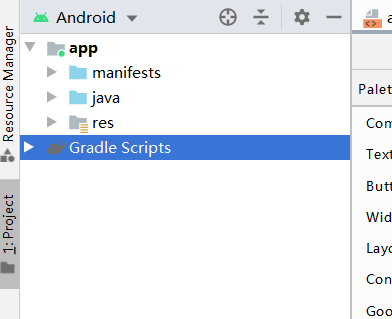 Android
app
manifests
java
res
Gradle Scripts
Resource Manager
1: Project
a
Palet
Com
Text
Butt
Wid
Layo
Con
Goo